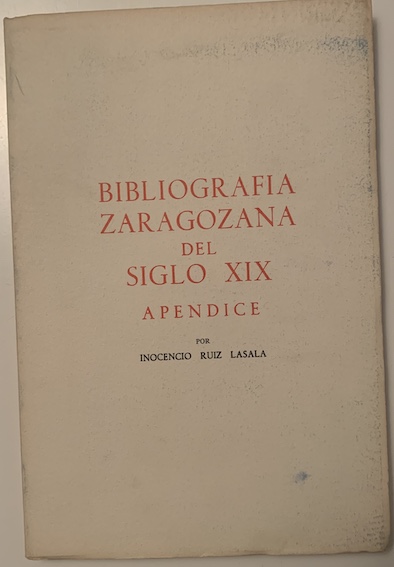 BIBLIOGRAFIA
ZARAGOZANA
DEL
SIGLO XIX
APENDICE
POR
INOCENCIO RUIZ LASALA